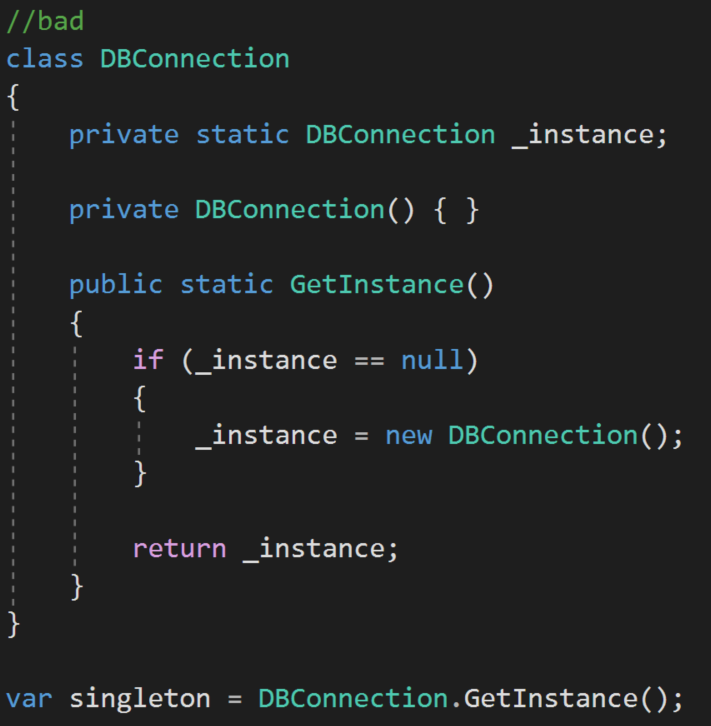 //bad
class DBConnection
{
    private static DBConnection _instance;
    private DBConnection() { }
    public static GetInstance()
    {
        if (_instance == null)
        {
            _instance = new DBConnection();
        }
        return _instance;
    }
}
var singleton = DBConnection.GetInstance();